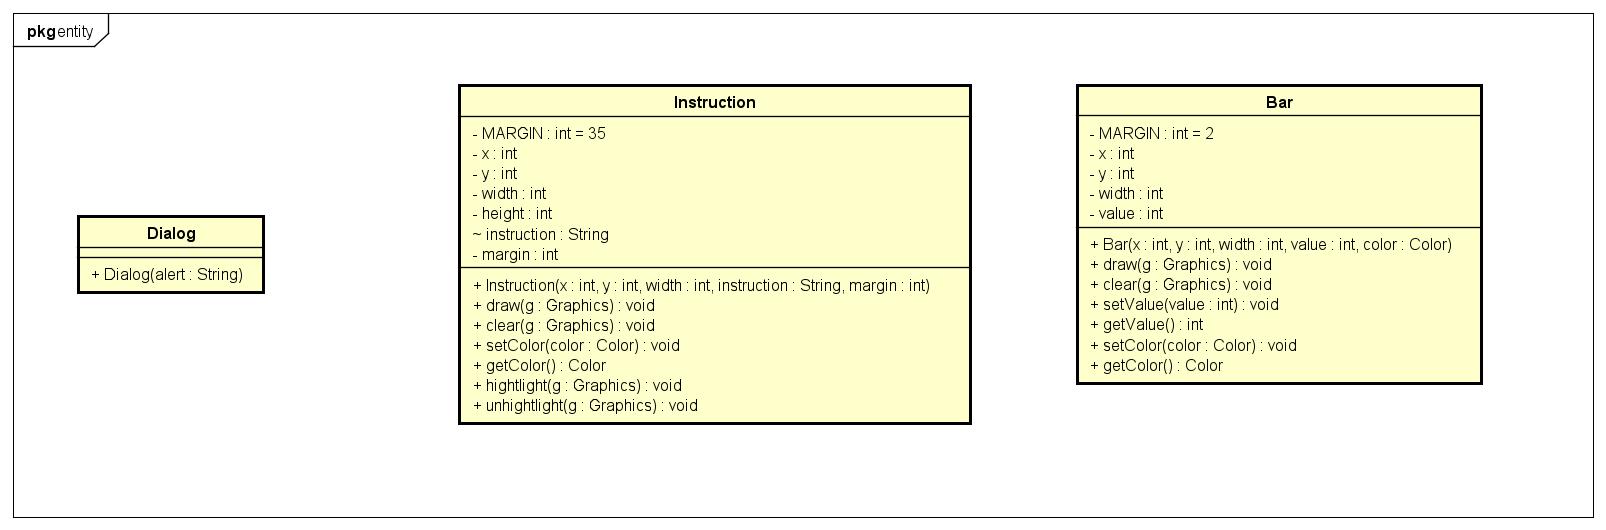 pkg entity
Dialog
+ Dialog(alert : String)
Instruction
- MARGIN : int = 35
- x : int
- y : int
- width : int
- height : int
~ instruction : String
- margin : int
+ Instruction(x : int, y : int, width : int, instruction : String, margin : int)
+ draw(g : Graphics) : void
+ clear(g : Graphics) : void
+ setColor(color : Color) : void
+ getColor() : Color
+ hightlight(g : Graphics) : void
+ unhightlight(g : Graphics) : void
Bar
- MARGIN : int = 2
- x : int
- y : int
- width : int
- value : int
+ Bar(x : int, y : int, width : int, value : int, color : Color)
+ draw(g : Graphics) : void
+ clear(g : Graphics) : void
+ setValue(value : int) : void
+ getValue() : int
+ setColor(color : Color) : void
+ getColor() : Color